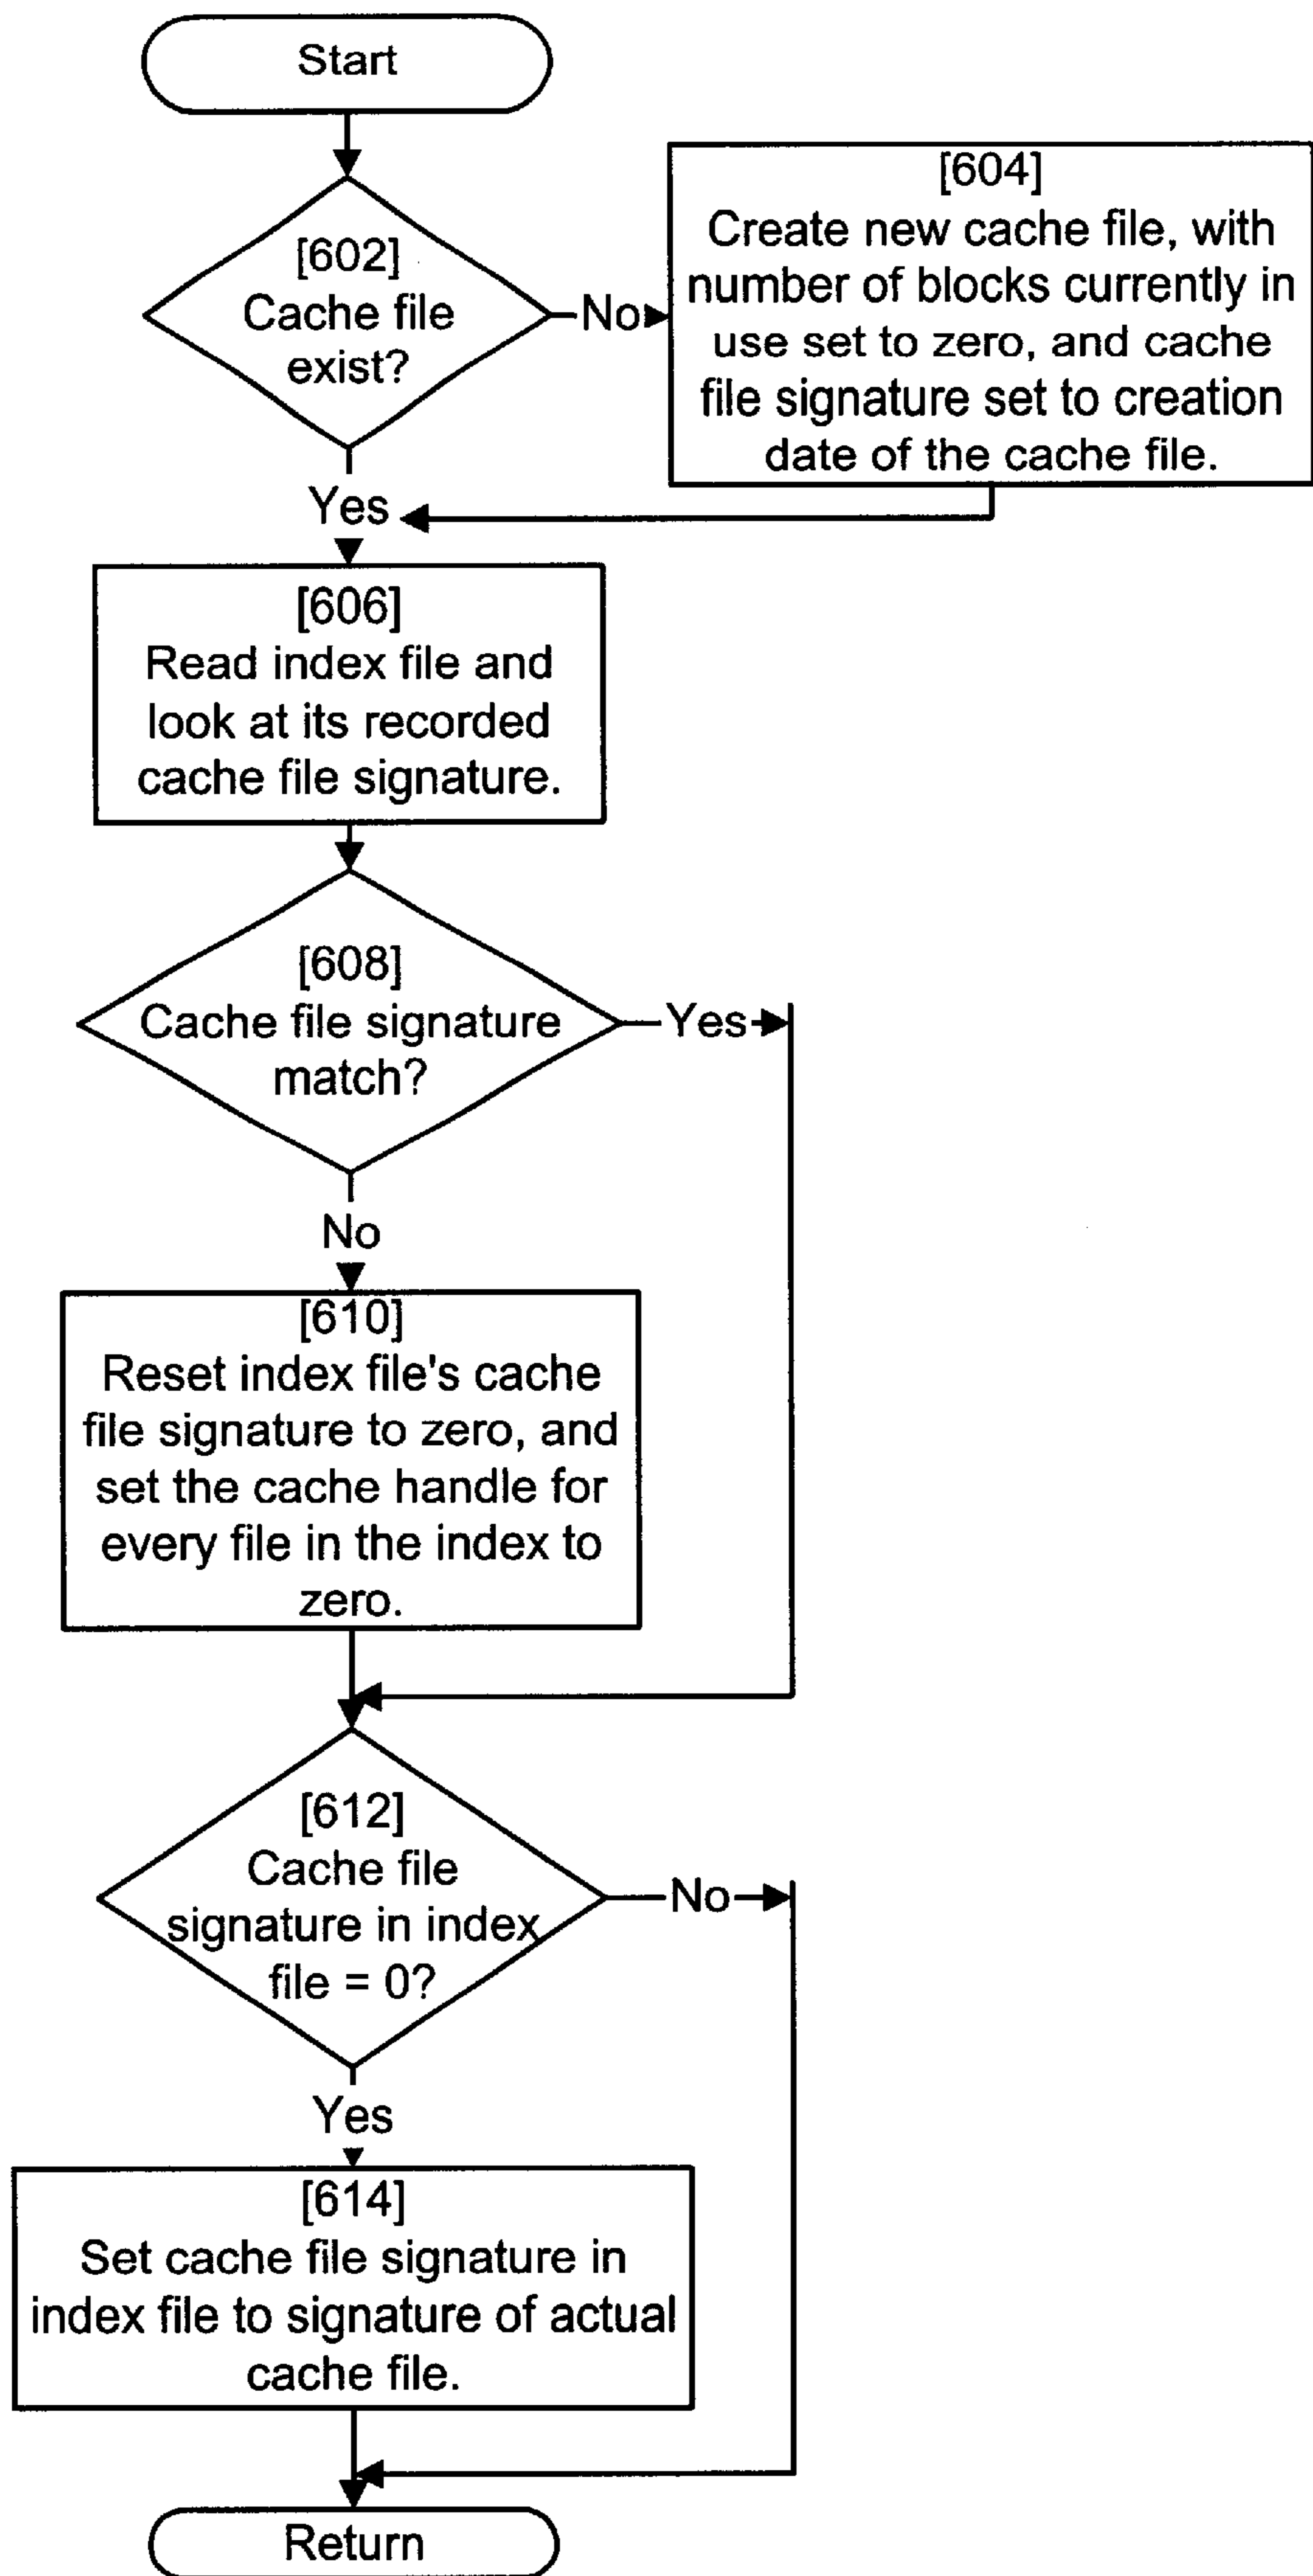 Start
[602]
Cache file
exist?
No
[604]
Create new cache file, with
number of blocks currently in
use set to zero, and cache
file signature set to creation
date of the cache file.
Yes
[606]
Read index file and
look at its recorded
cache file signature.
[608]
Cache file signature
match?
Yes
No
[610]
Reset index file's cache
file signature to zero, and
set the cache handle for
every file in the index to
zero.
[612]
Cache file
signature in index
file = 0?
No
Yes
[614]
Set cache file signature in
index file to signature of actual
cache file.
Return